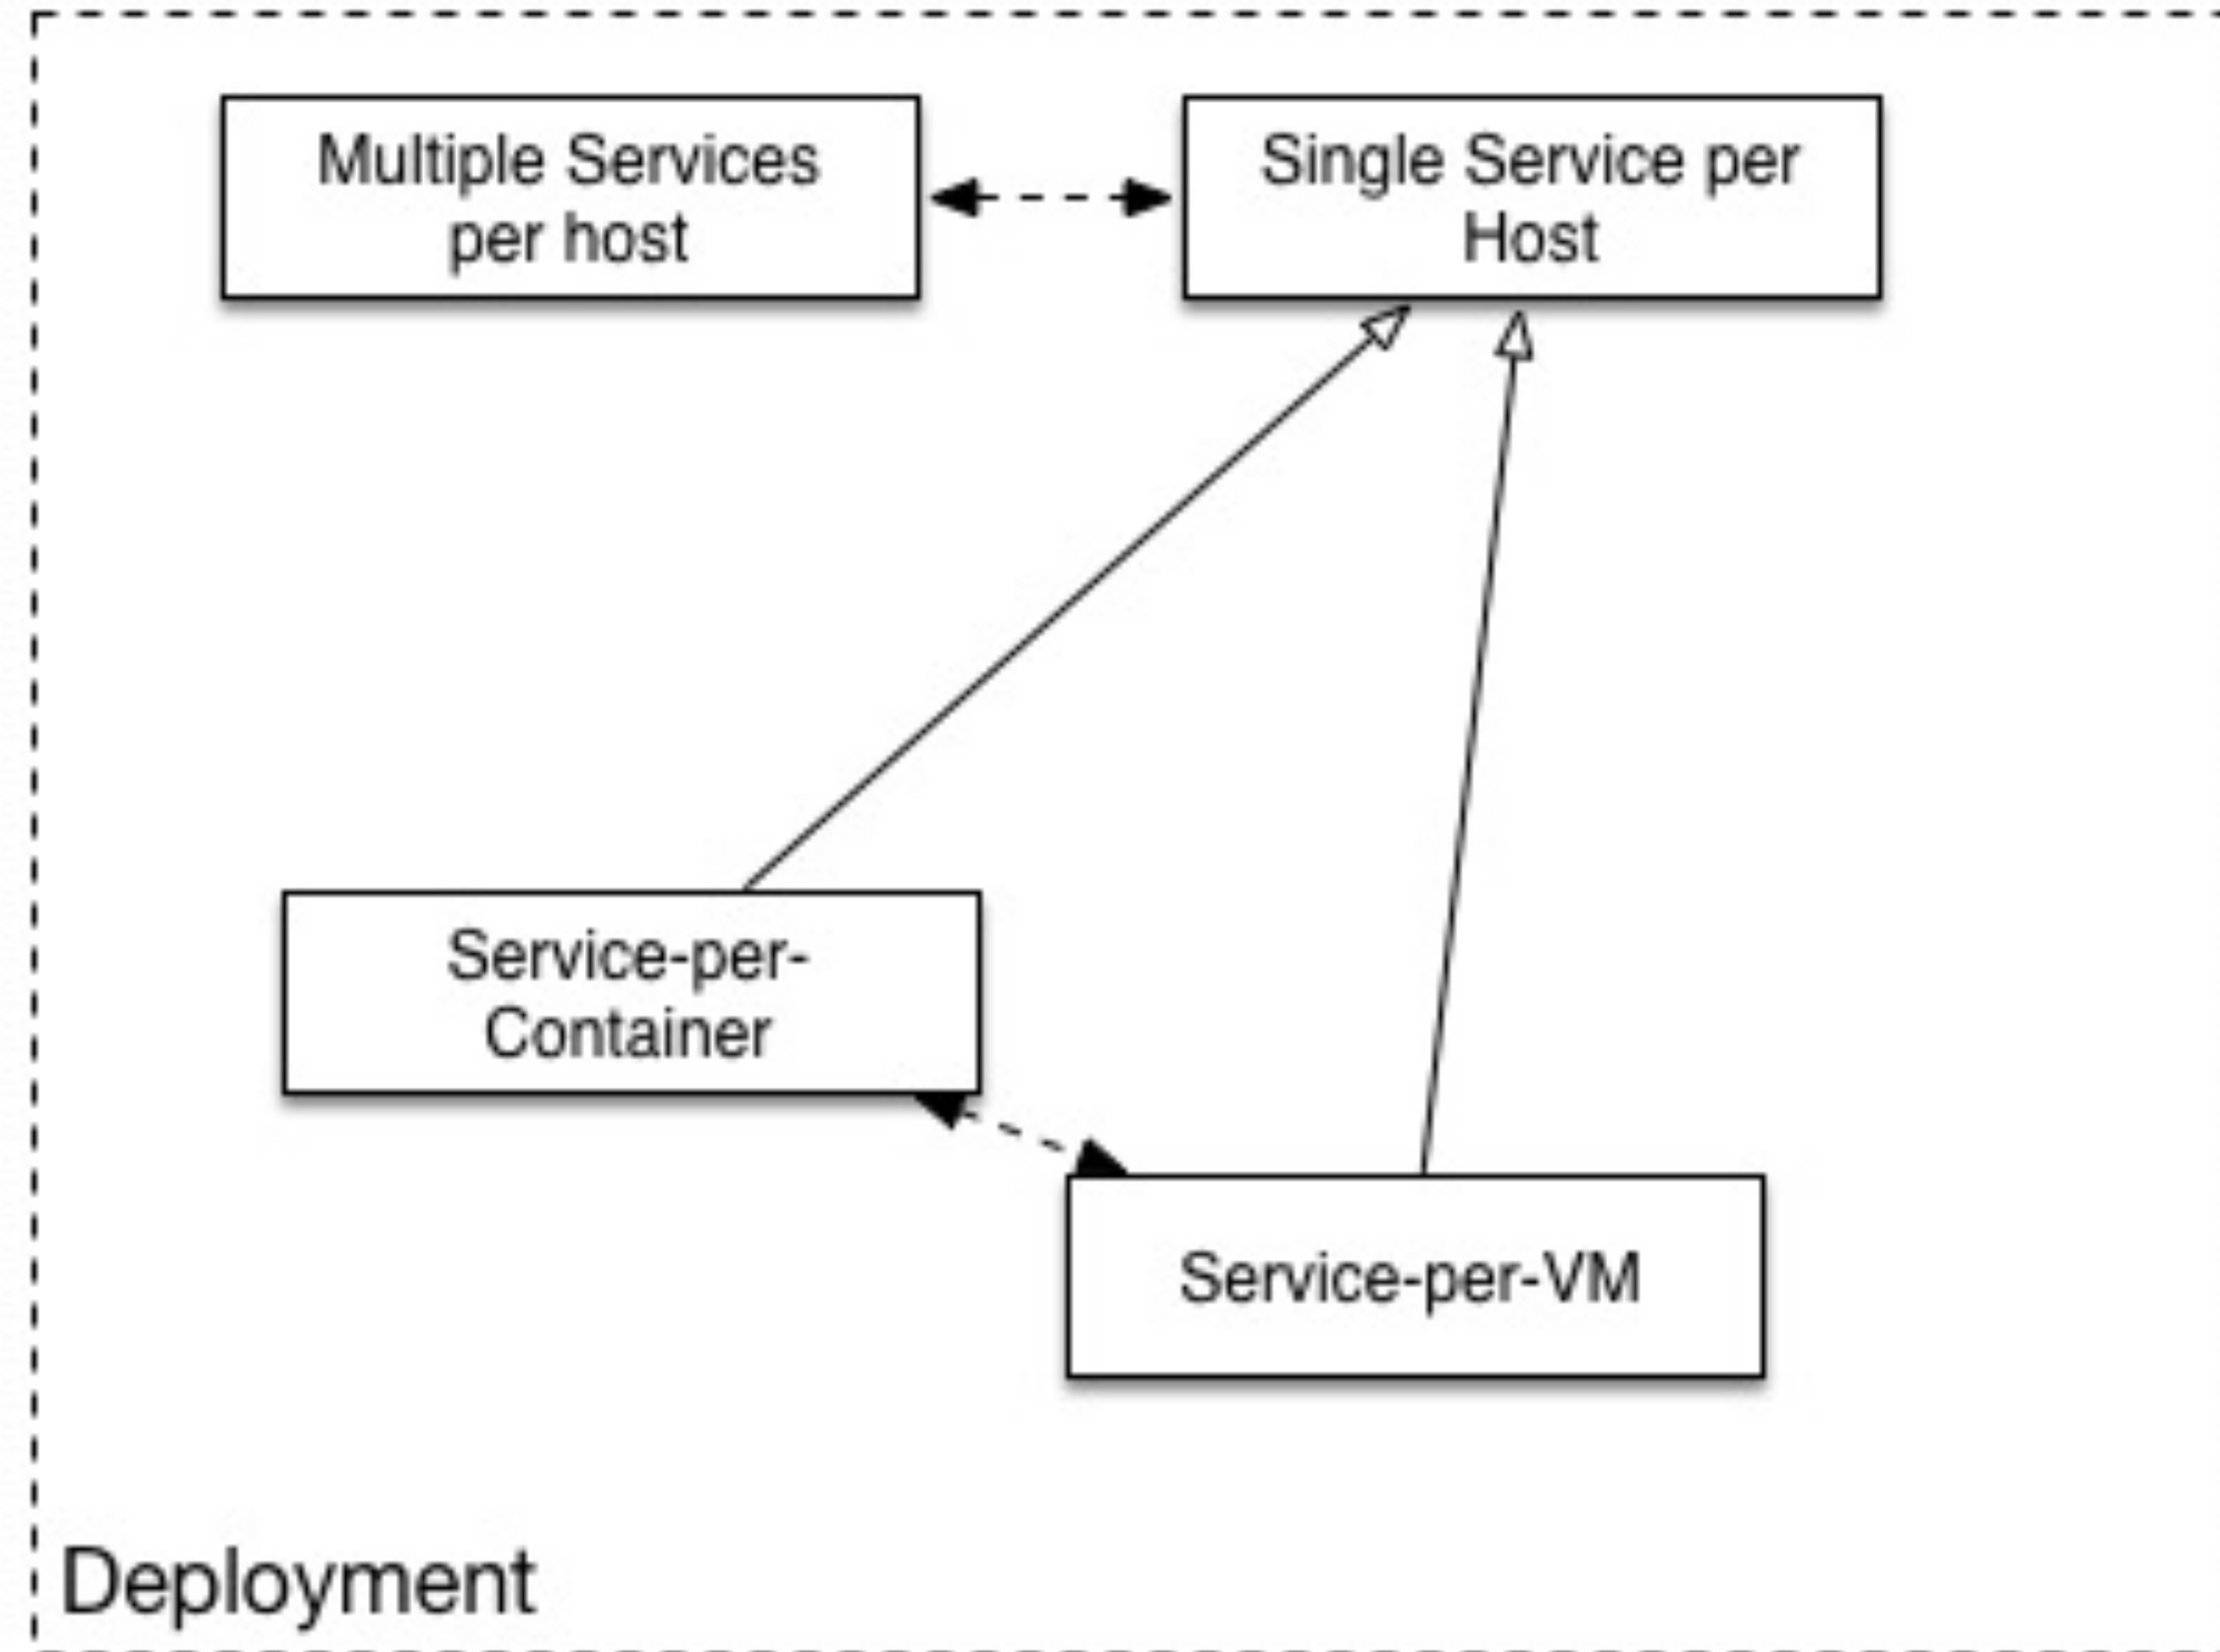 Multiple Services
per host
Single Service per
Host
Service-per-
Container
Service-per-VM
Deployment